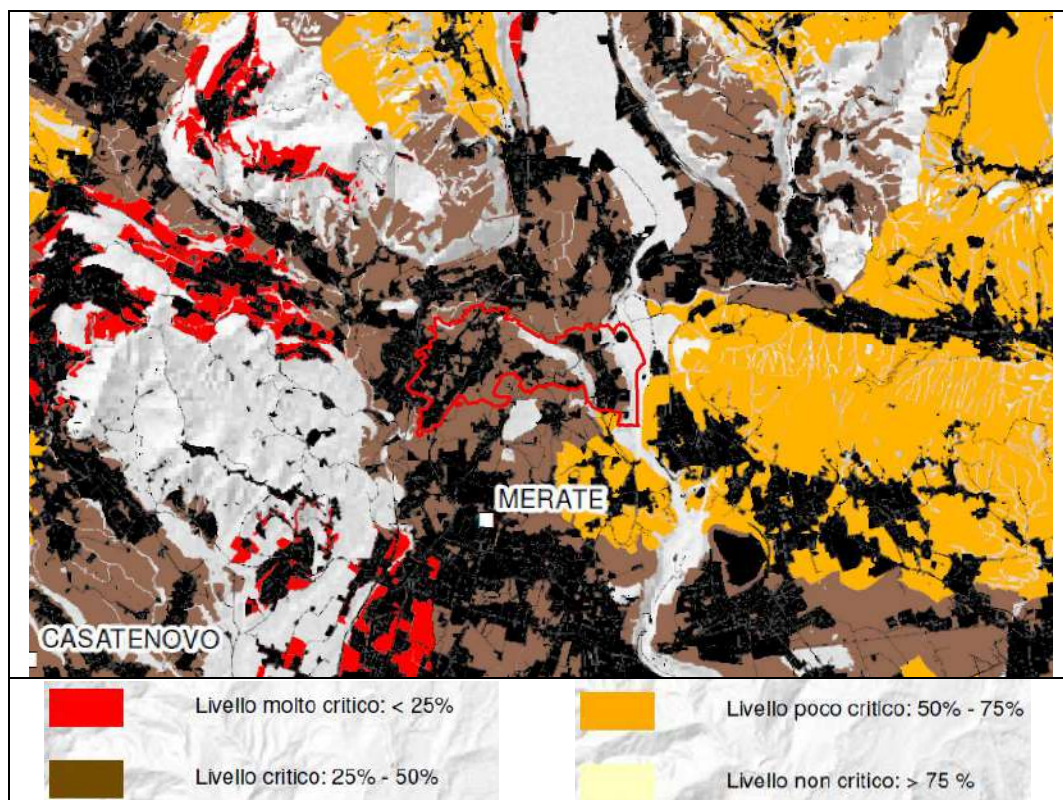 MERATE
CASATENOVO
Livello molto critico: < 25%
Livello poco critico: 50% - 75%
Livello critico: 25% - 50%
Livello non critico: > 75 %